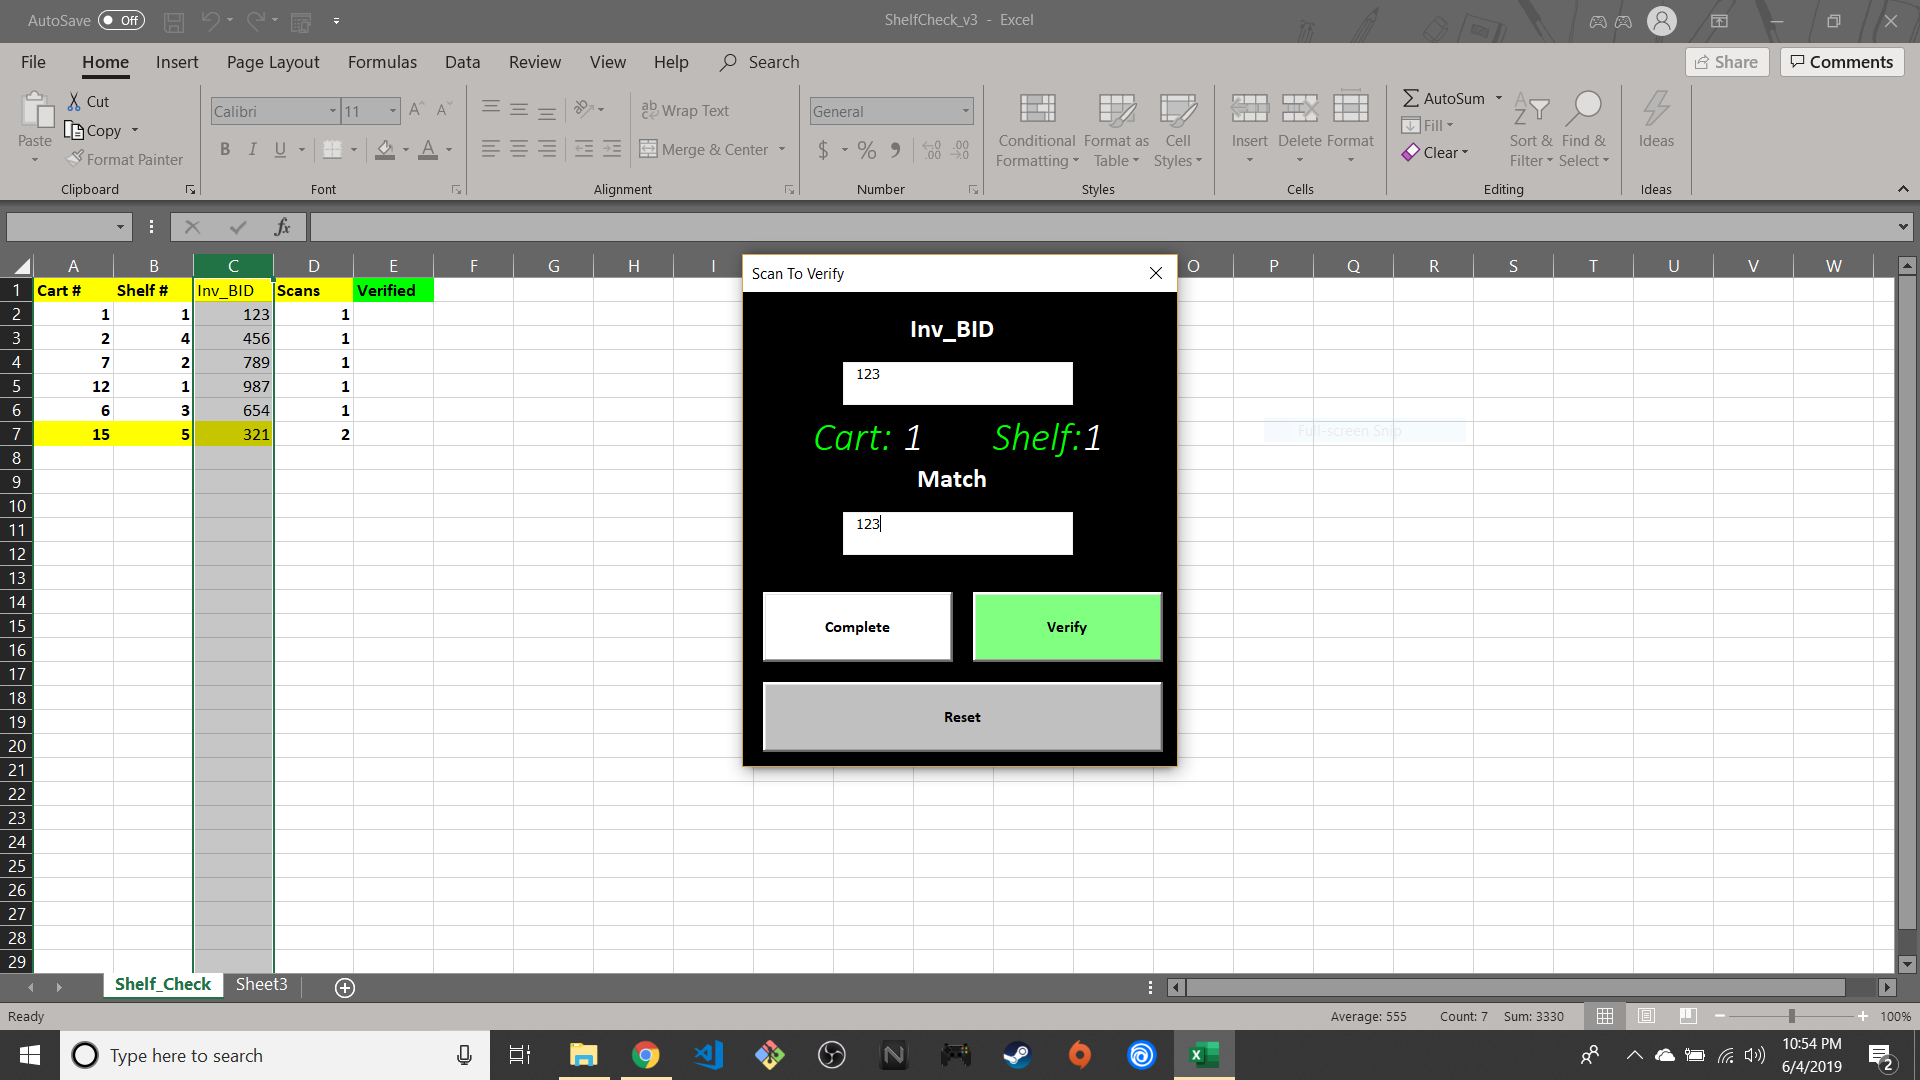 AutoSave Off
ShelfCheck_v3 - Excel
File Home Insert Page Layout Formulas Data Review View Help Search
Share Comments
Paste
Cut
Copy
Format Painter
Clipboard
Calibri 11
B I U
A
Font
ab Wrap Text
Merge & Center
Alignment
General
$ % 9
Number
Conditional Formatting
Format as Table
Cell Styles
Styles
Insert Delete Format
Cells
AutoSum
Fill
Clear
Sort & Filter
Find & Select
Editing
Ideas
Ideas
fx
A B C D E F G H I O P Q R S T U V W
1 Cart # Shelf # Inv_BID Scans Verified
2 1 1 123 1
3 2 4 456 1
4 7 2 789 1
5 12 1 987 1
6 6 3 654 1
7 15 5 321 2
8
9
10
11
12
13
14
15
16
17
18
19
20
21
22
23
24
25
26
27
28
29
Scan To Verify
Inv_BID
123
Cart: 1 Shelf:1
Match
123
Complete Verify
Reset
Full-screen Snip
Shelf_Check Sheet3
Ready
Average: 555 Count: 7 Sum: 3330
100%
Type here to search
10:54 PM
6/4/2019
2